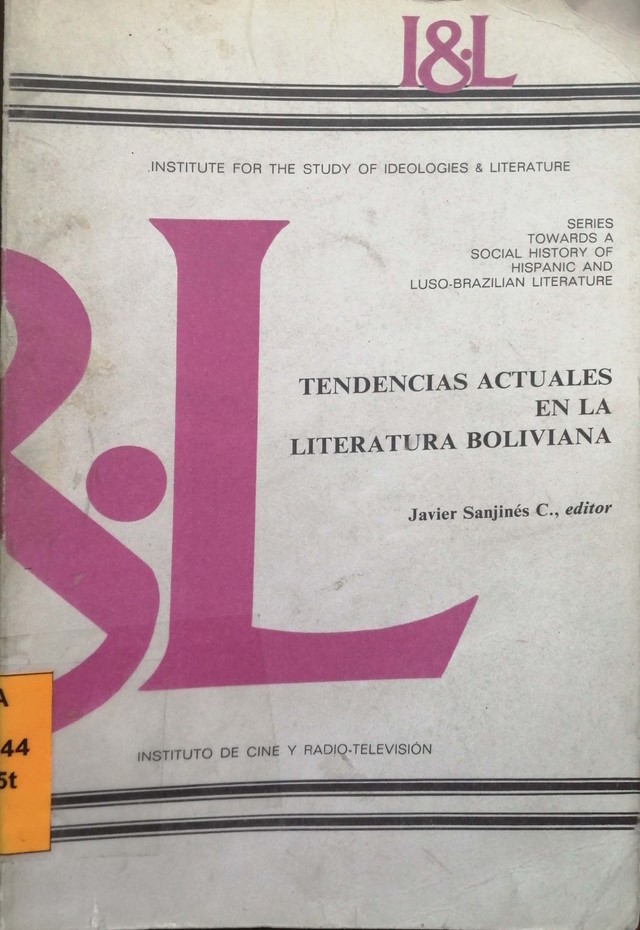 I&L
INSTITUTE FOR THE STUDY OF IDEOLOGIES & LITERATURE
SERIES
TOWARDS A
SOCIAL HISTORY OF
HISPANIC AND
LUSO-BRAZILIAN LITERATURE
&L
TENDENCIAS ACTUALES
EN LA
LITERATURA BOLIVIANA
Javier Sanjinés C., editor
A
44
5t
INSTITUTO DE CINE Y RADIO-TELEVISIÓN